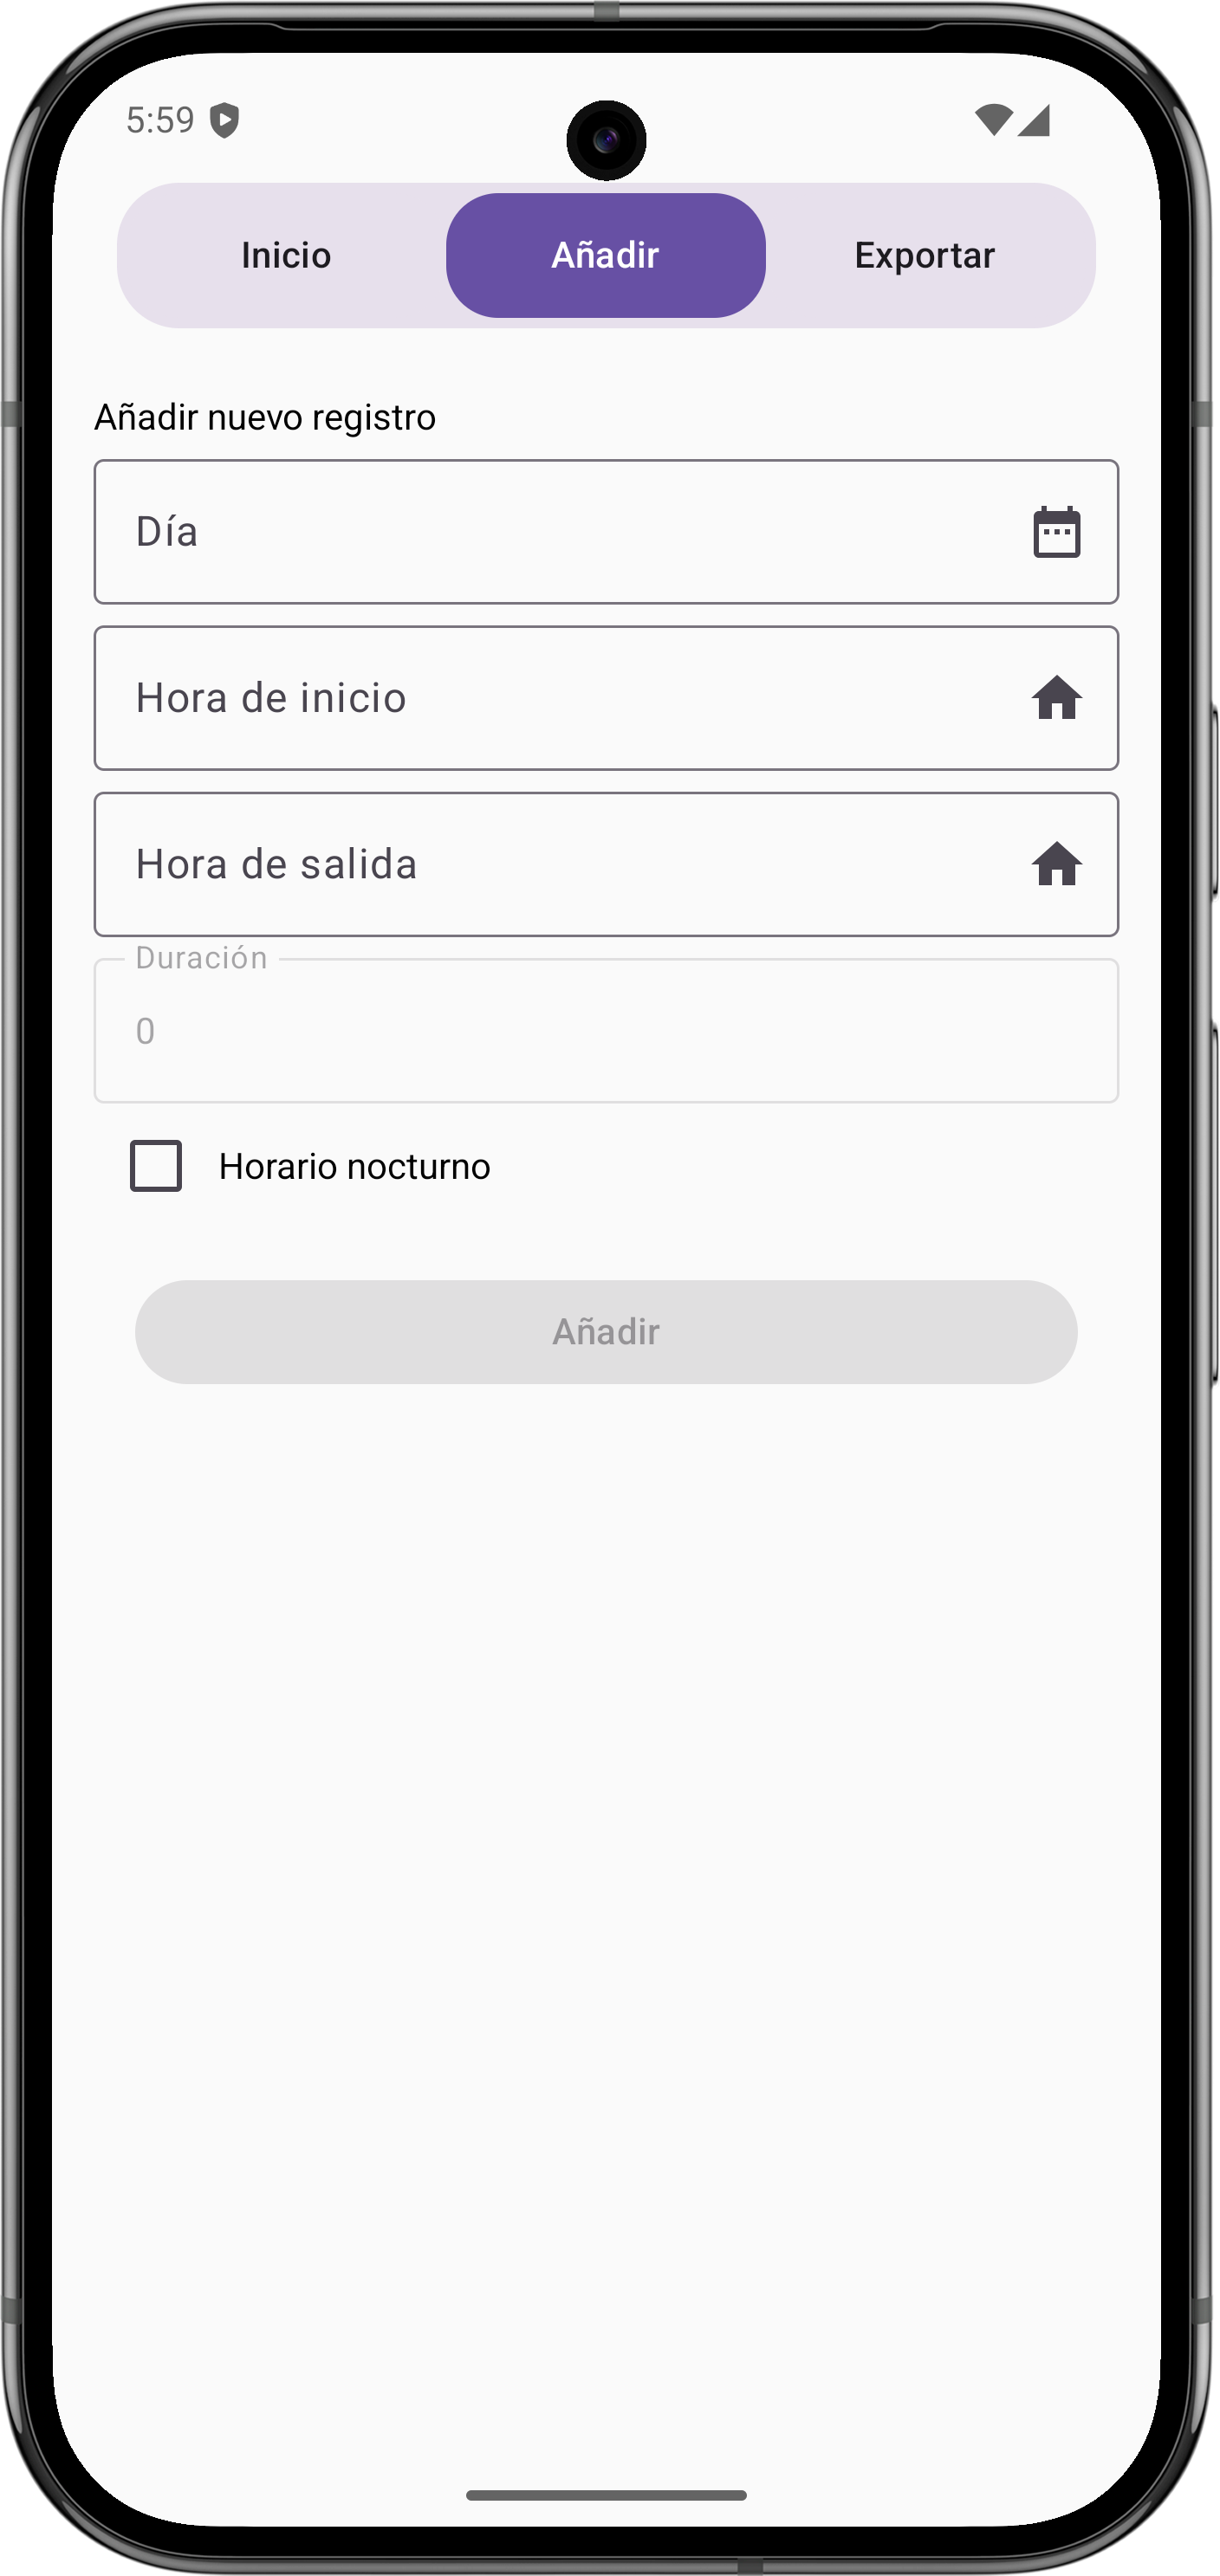 5:59
Inicio Añadir Exportar
Añadir nuevo registro
Día
Hora de inicio
Hora de salida
Duración
0
Horario nocturno
Añadir